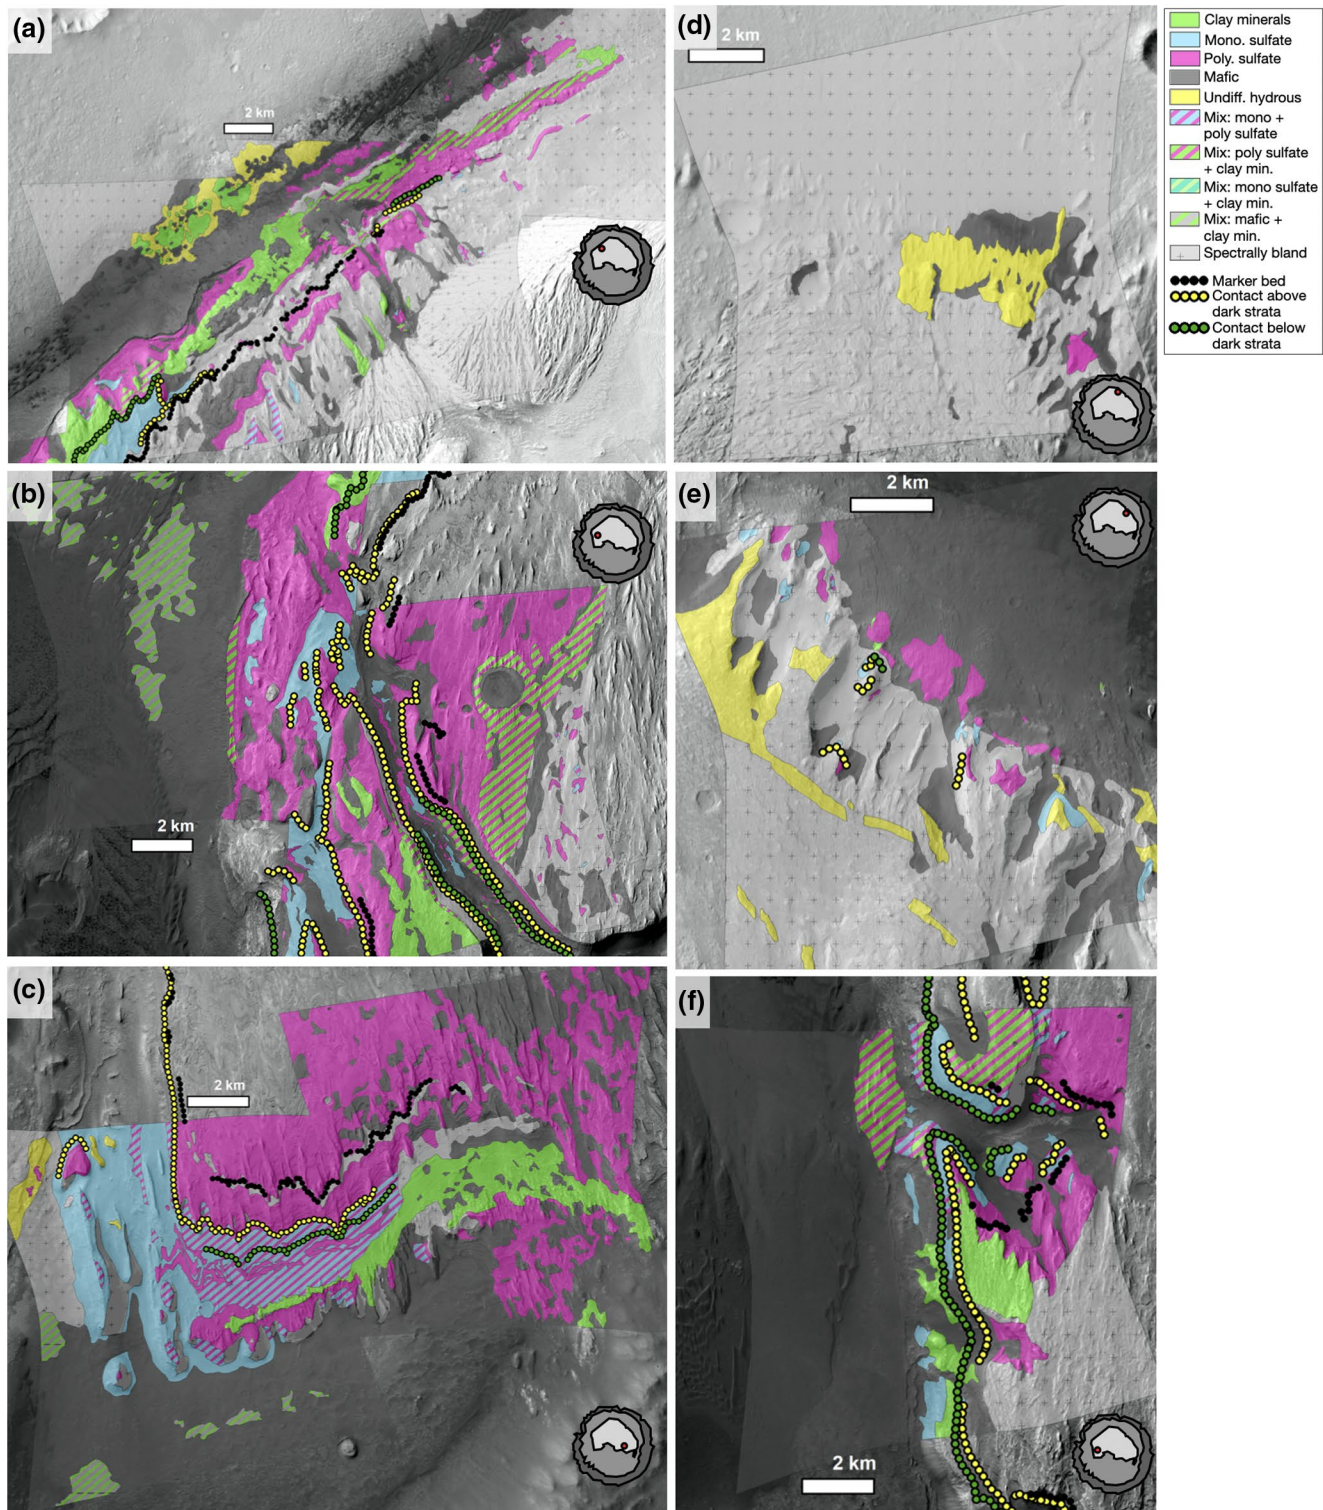 (a)
2 km
(b)
2 km
(c)
2 km
(d)
2 km
(e)
2 km
(f)
2 km
Clay minerals
Mono. sulfate
Poly. sulfate
Mafic
Undiff. hydrous
Mix: mono +
poly sulfate
Mix: poly sulfate
+ clay min.
Mix: mono sulfate
+ clay min.
Mix: mafic +
clay min.
Spectrally bland
Marker bed
Contact above
dark strata
Contact below
dark strata